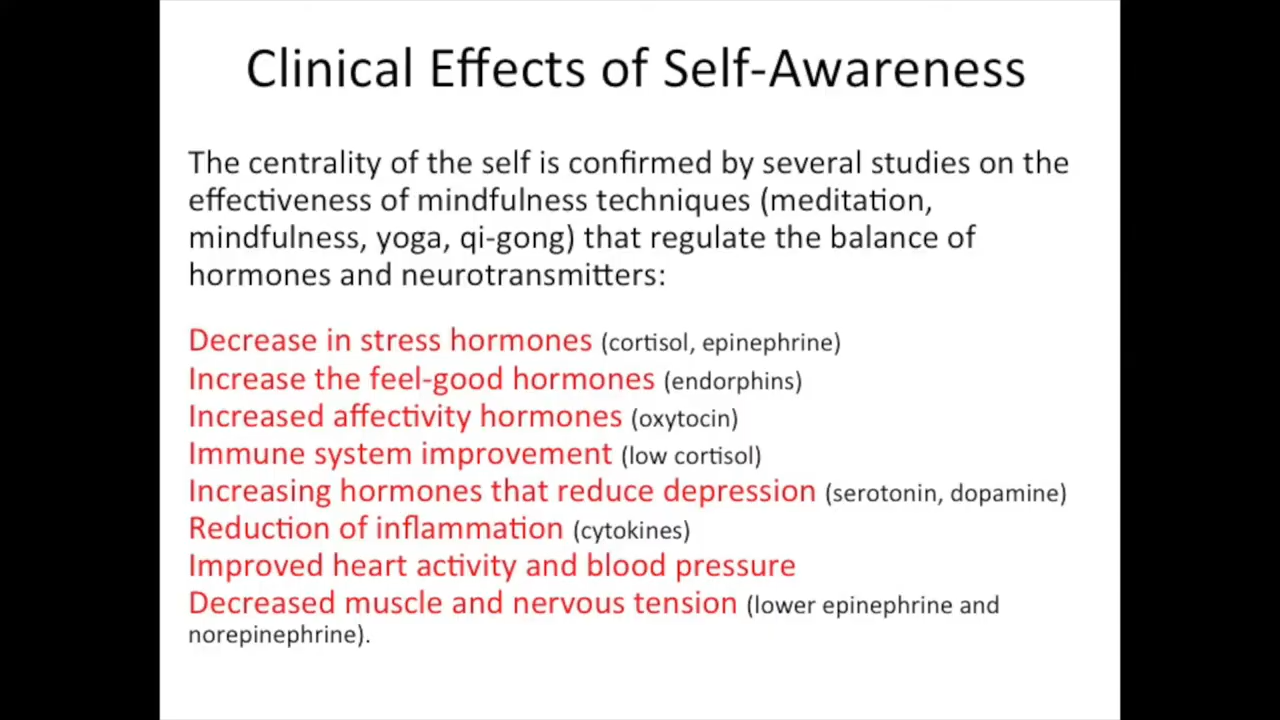 Clinical Effects of Self-Awareness
The centrality of the self is confirmed by several studies on the
effectiveness of mindfulness techniques (meditation,
mindfulness, yoga, qi-gong) that regulate the balance of
hormones and neurotransmitters:
Decrease in stress hormones (cortisol, epinephrine)
Increase the feel-good hormones (endorphins)
Increased affectivity hormones (oxytocin)
Immune system improvement (low cortisol)
Increasing hormones that reduce depression (serotonin, dopamine)
Reduction of inflammation (cytokines)
Improved heart activity and blood pressure
Decreased muscle and nervous tension (lower epinephrine and
norepinephrine).